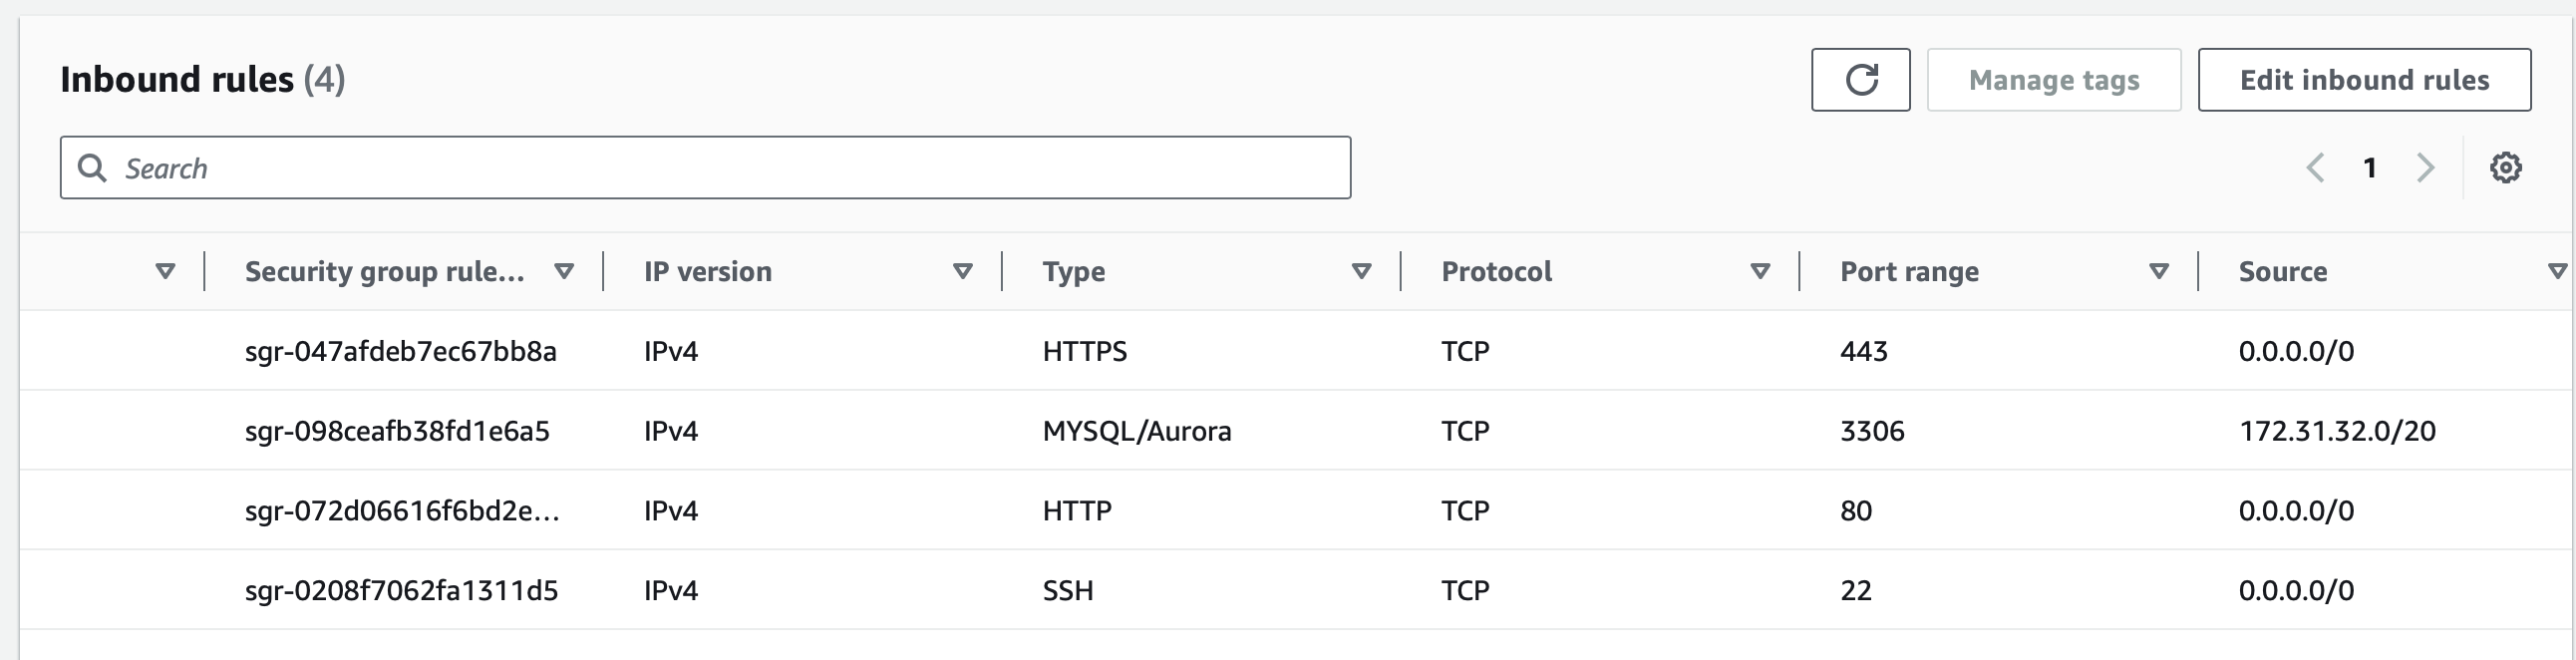 Inbound rules (4)
Manage tags
Edit inbound rules
Search
1
Security group rule... IP version Type Protocol Port range Source
sgr-047afdeb7ec67bb8a IPv4 HTTPS TCP 443 0.0.0.0/0
sgr-098ceafb38fd1e6a5 IPv4 MYSQL/Aurora TCP 3306 172.31.32.0/20
sgr-072d06616f6bd2e... IPv4 HTTP TCP 80 0.0.0.0/0
sgr-0208f7062fa1311d5 IPv4 SSH TCP 22 0.0.0.0/0